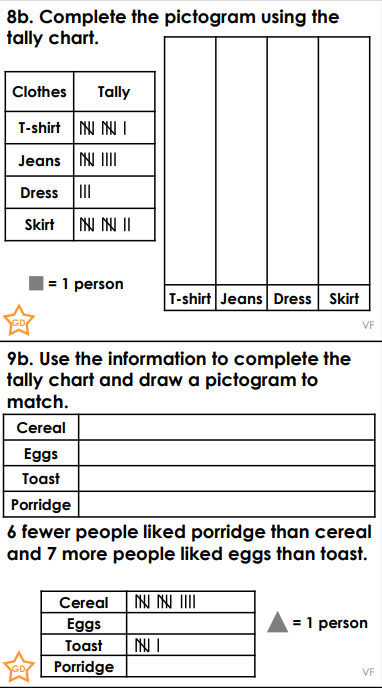 8b. Complete the pictogram using the
tally chart.
Clothes Tally
T-shirt
Jeans
Dress
Skirt
= 1 person
T-shirt Jeans Dress Skirt
GD
VF
9b. Use the information to complete the
tally chart and draw a pictogram to
match.
Cereal
Eggs
Toast
Porridge
6 fewer people liked porridge than cereal
and 7 more people liked eggs than toast.
Cereal
Eggs
Toast
Porridge
= 1 person
GD
VF